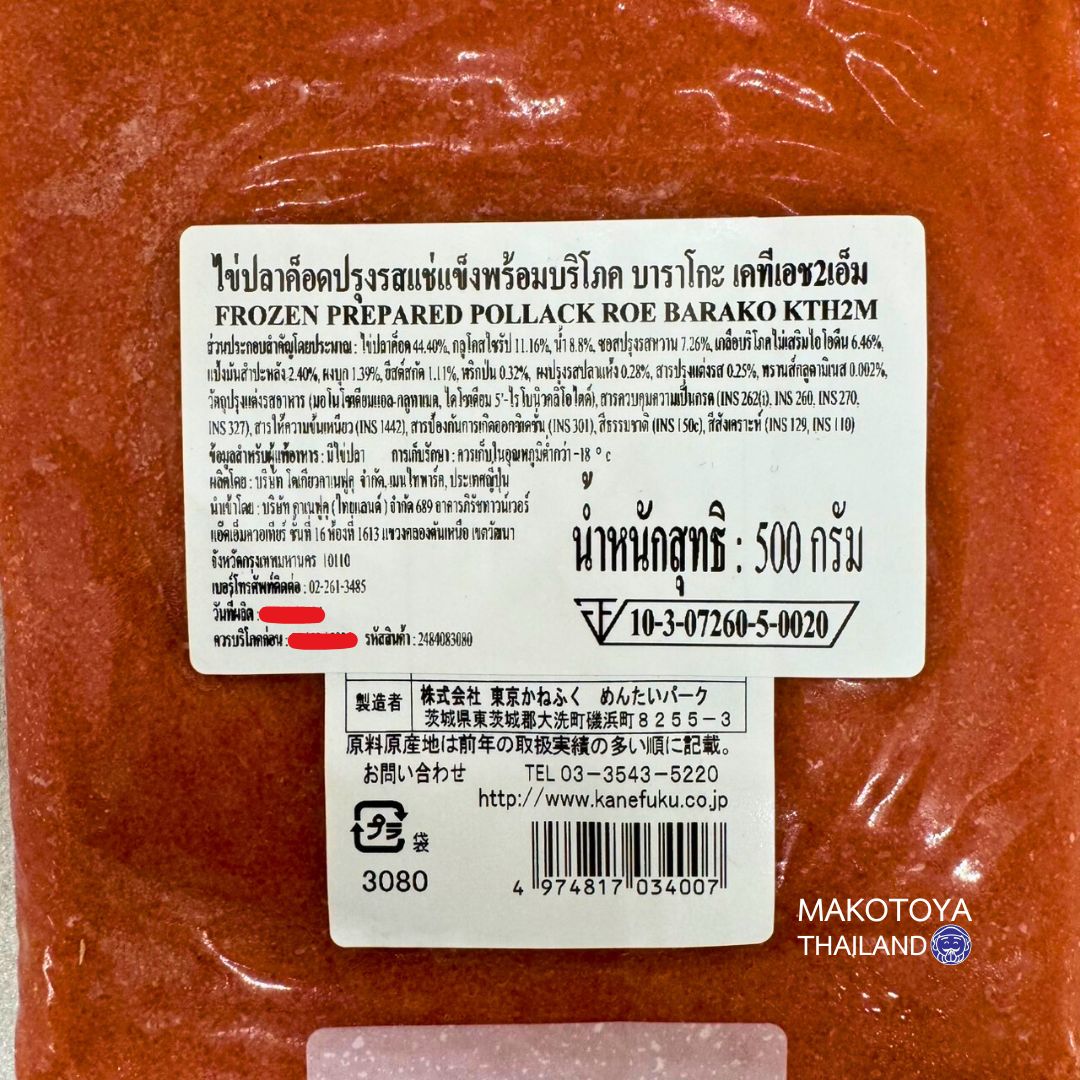 ไข่ปลาค็อดปรุงรสแช่แข็งพร้อมบริโภค บาราโกะ เคทีเอช2เอ็ม
FROZEN PREPARED POLLACK ROE BARAKO KTH2M
ส่วนประกอบสำคัญโดยประมาณ : ไข่ปลาค็อด 44.40%, กลูโคสไซรัป 11.16%, น้ำ 8.8%, ซอสปรุงรสหวาน 7.26%, เกลือบริโภคไม่เสริมไอโอดีน 6.46%,
แป้งมันสำปะหลัง 2.40%, ผงบุก 1.39%, ยีสต์สกัด 1.11%, พริกป่น 0.32%, ผงปรุงรสปลาแห้ง 0.28%, สารปรุงแต่งรส 0.25%, ทรานส์กลูตามิเนส 0.002%,
วัตถุปรุงแต่งรสอาหาร (มอโนโซเดียมแอล-กลูทาเมต, ไดโซเดียม 5'-ไรโบนิวคลีโอไทด์), สารควบคุมความเป็นกรด (INS 262(i), INS 260, INS 270,
INS 327), สารให้ความข้นเหนียว (INS 1442), สารป้องกันการเกิดออกซิเดชั่น (INS 301), สีธรรมชาติ (INS 150c), สีสังเคราะห์ (INS 129, INS 110)
ข้อมูลสำหรับผู้แพ้อาหาร : มีไข่ปลา การเก็บรักษา : ควรเก็บในอุณหภูมิต่ำกว่า -18 ° c
ผลิตโดย : บริษัท โตเกียวคาเนฟุคุ จำกัด, เมนไทพาร์ค, ประเทศญี่ปุ่น
นำเข้าโดย : บริษัท คาเนฟุคุ (ไทยแลนด์) จำกัด 689 อาคารภิรัชทาวน์เวอร์
แอ็ดเอ็มควอเทียร์ ชั้นที่ 16 ห้องที่ 1613 แขวงคลองตันเหนือ เขตวัฒนา
จังหวัดกรุงเทพมหานคร 10110
เบอร์โทรศัพท์ติดต่อ : 02-261-3485
วันที่ผลิต :
ควรบริโภคก่อน : รหัสสินค้า : 2484083080
น้ำหนักสุทธิ : 500 กรัม
10-3-07260-5-0020
製造者 株式会社 東京かねふく めんたいパーク
茨城県東茨城郡大洗町磯浜町8255-3
原料原産地は前年の取扱実績の多い順に記載。
お問い合わせ TEL 03-3543-5220
http://www.kanefuku.co.jp
プラ 袋
3080
4 974817 034007
MAKOTOYA
THAILAND